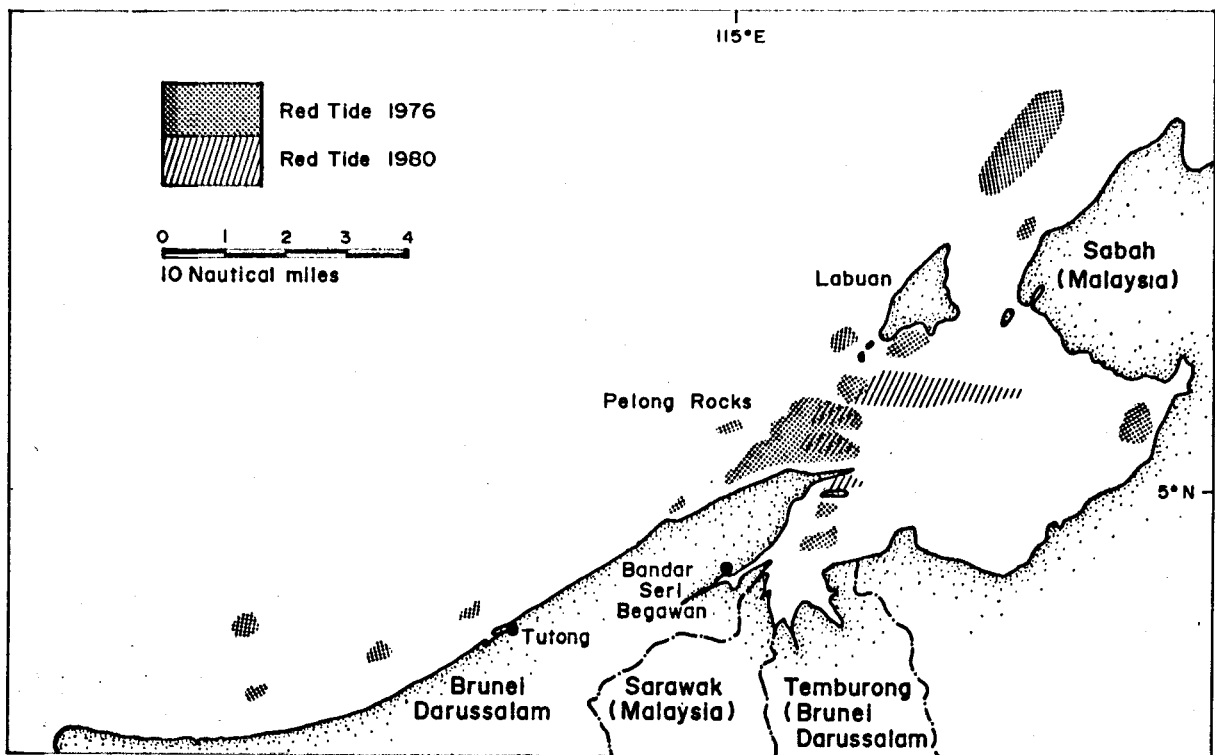 115°E
Red Tide 1976
Red Tide 1980
0 1 2 3 4
10 Nautical miles
Labuan
Sabah
(Malaysia)
Pelong Rocks
5°N
Bandar
Seri
Begawan
Tutong
Brunei
Darussalam
Sarawak
(Malaysia)
Temburong
(Brunei
Darussalam)